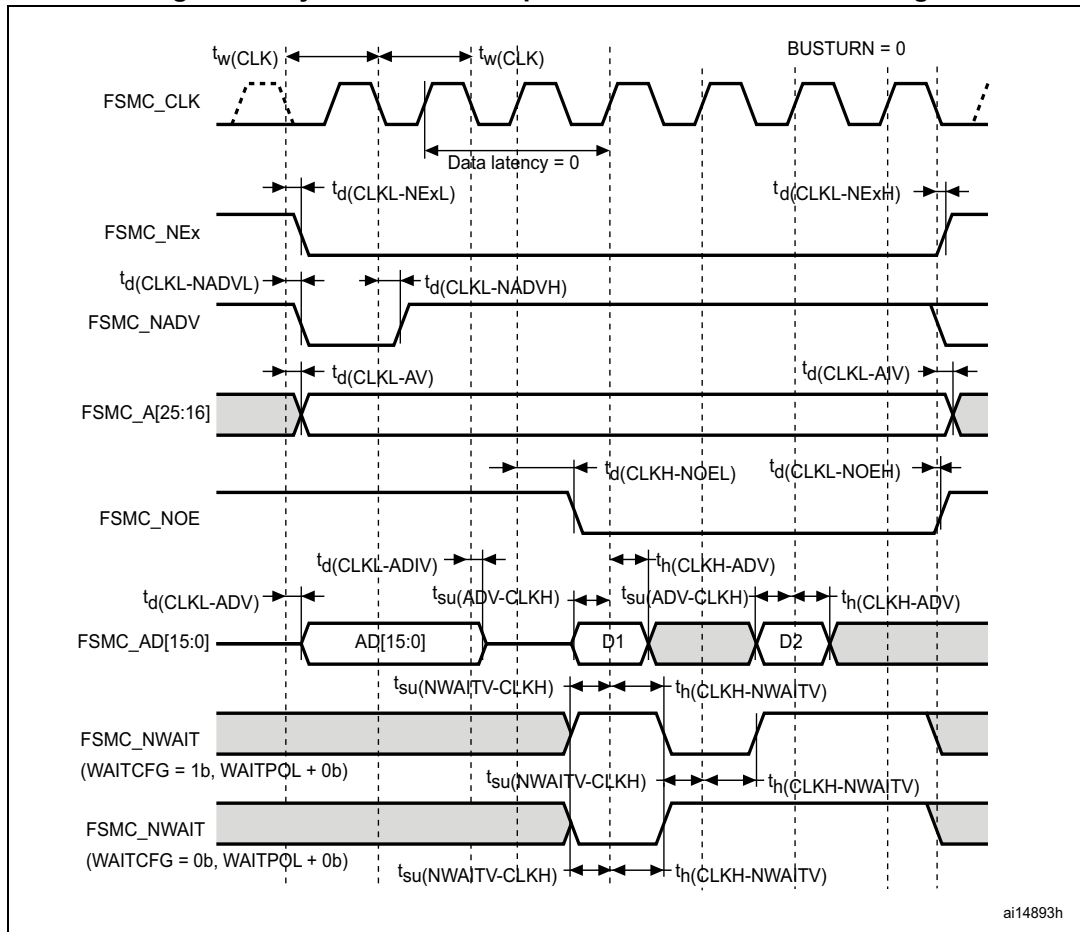 tw(CLK) tw(CLK) BUSTURN = 0
FSMC_CLK
Data latency = 0
td(CLKL-NExL) td(CLKL-NExH)
FSMC_NEx
td(CLKL-NADVL) td(CLKL-NADVH)
FSMC_NADV
td(CLKL-AV) td(CLKL-AIV)
FSMC_A[25:16]
td(CLKH-NOEL) td(CLKL-NOEH)
FSMC_NOE
td(CLKL-ADIV) th(CLKH-ADV)
td(CLKL-ADV) tsu(ADV-CLKH) tsu(ADV-CLKH) th(CLKH-ADV)
FSMC_AD[15:0] AD[15:0] D1 D2
tsu(NWAITV-CLKH) th(CLKH-NWAITV)
FSMC_NWAIT
(WAITCFG = 1b, WAITPOL + 0b)
tsu(NWAITV-CLKH) th(CLKH-NWAITV)
FSMC_NWAIT
(WAITCFG = 0b, WAITPOL + 0b)
tsu(NWAITV-CLKH) th(CLKH-NWAITV)
ai14893h